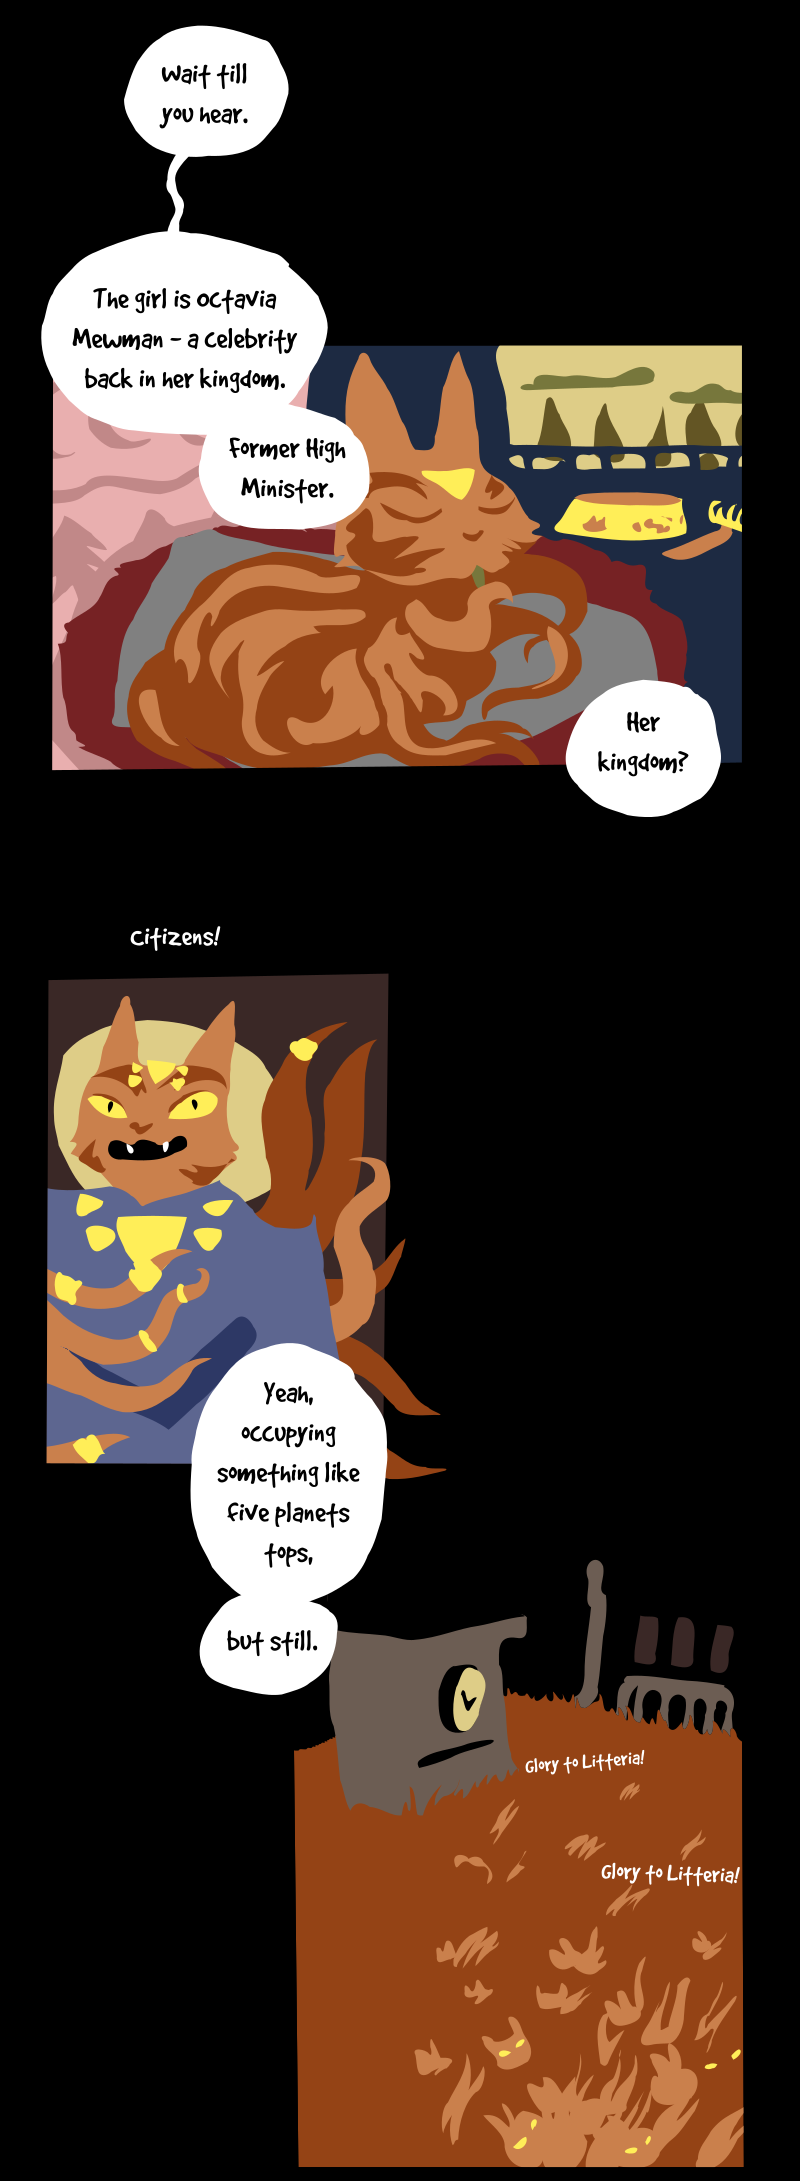 Wait till
you hear.
The girl is Octavia
Mewman - a celebrity
back in her kingdom.
Former High
Minister.
Her
kingdom?
Citizens!
Yeah,
occupying
something like
five planets
tops,
but still.
Glory to Litteria!
Glory to Litteria!